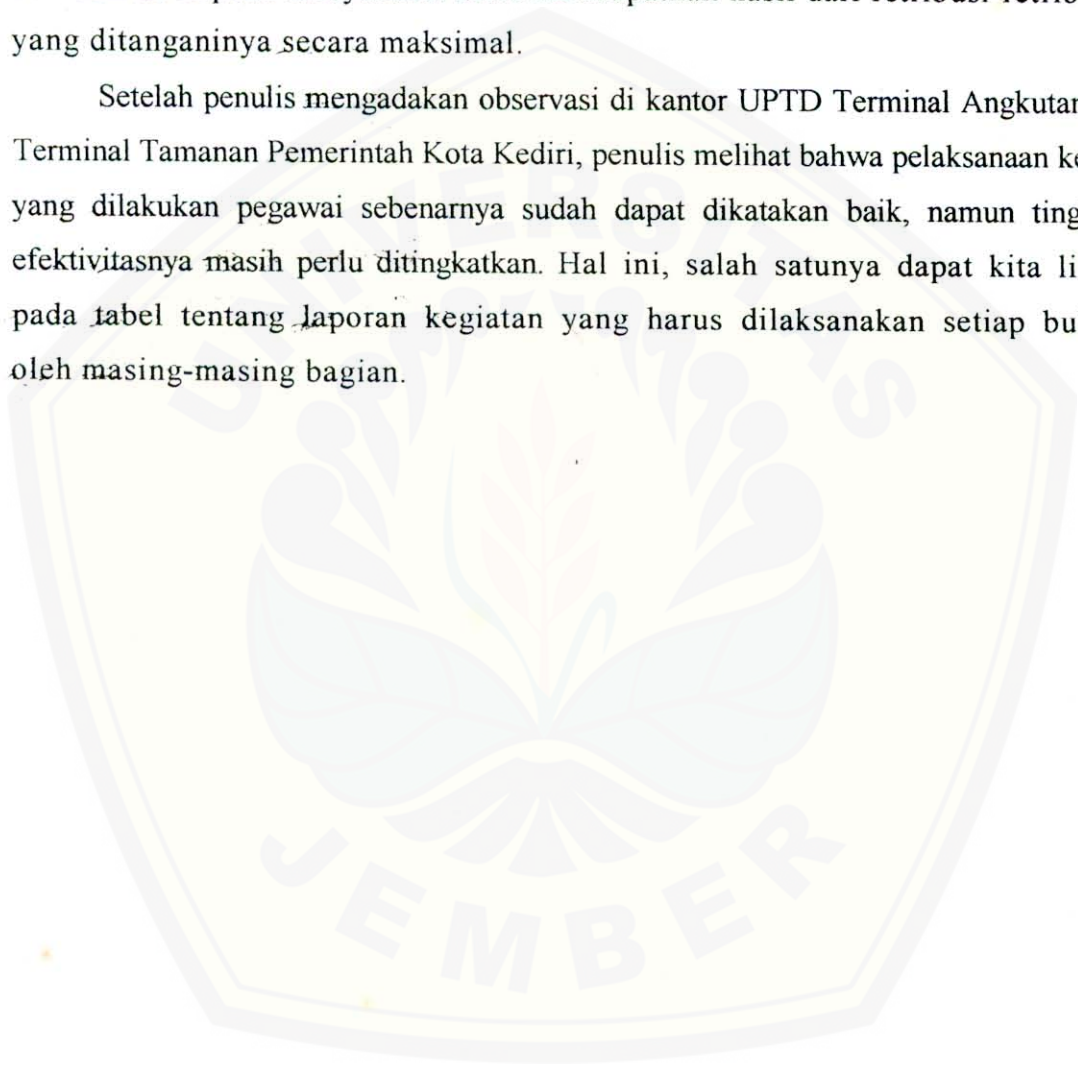 yang ditanganinya secara maksimal.
Setelah penulis mengadakan observasi di kantor UPTD Terminal Angkutan
Terminal Tamanan Pemerintah Kota Kediri, penulis melihat bahwa pelaksanaan
yang dilakukan pegawai sebenarnya sudah dapat dikatakan baik, namun
efektivitasnya masih perlu ditingkatkan. Hal ini, salah satunya dapat kita
pada tabel tentang laporan kegiatan yang harus dilaksanakan setiap
oleh masing-masing bagian.
UNIVERSITAS
JEMBER